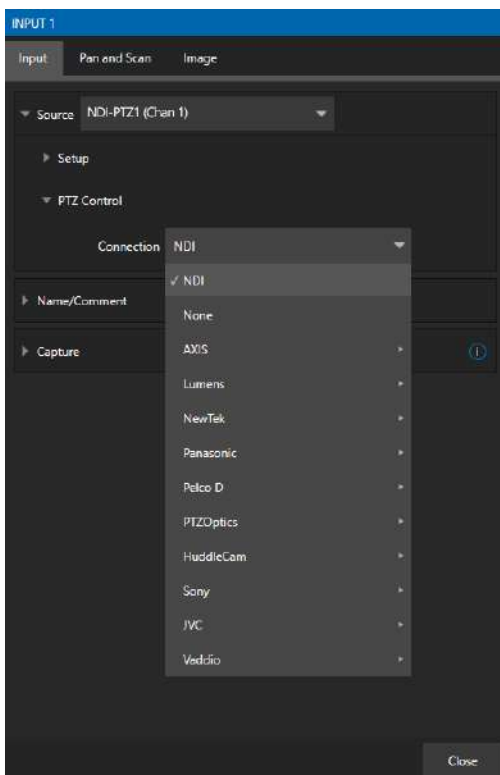 INPUT 1
Input Pan and Scan Image
Source NDI-PTZ1 (Chan 1)
Setup
PTZ Control
Connection NDI
✓ NDI
Name/Comment
None
Capture
AXIS
Lumens
NewTek
Panasonic
Pelco D
PTZOptics
HuddleCam
Sony
JVC
Vaddio
Close